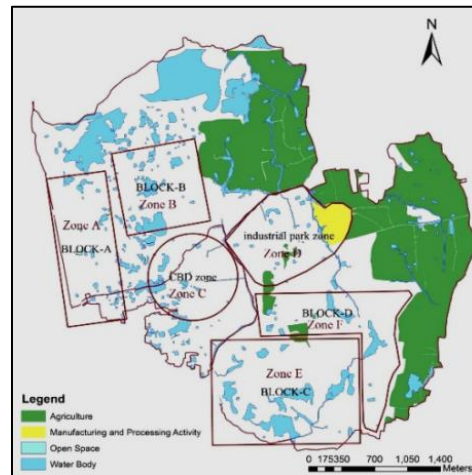 N
BLOCK-B
Zone B
Zone A
BLOCK-A
industrial park zone
Zone D
CBD zone
Zone C
BLOCK-D
Zone F
Zone E
BLOCK-C
Legend
Agriculture
Manufacturing and Processing Activity
Open Space
Water Body
0 175350 700 1,050 1,400
Meters